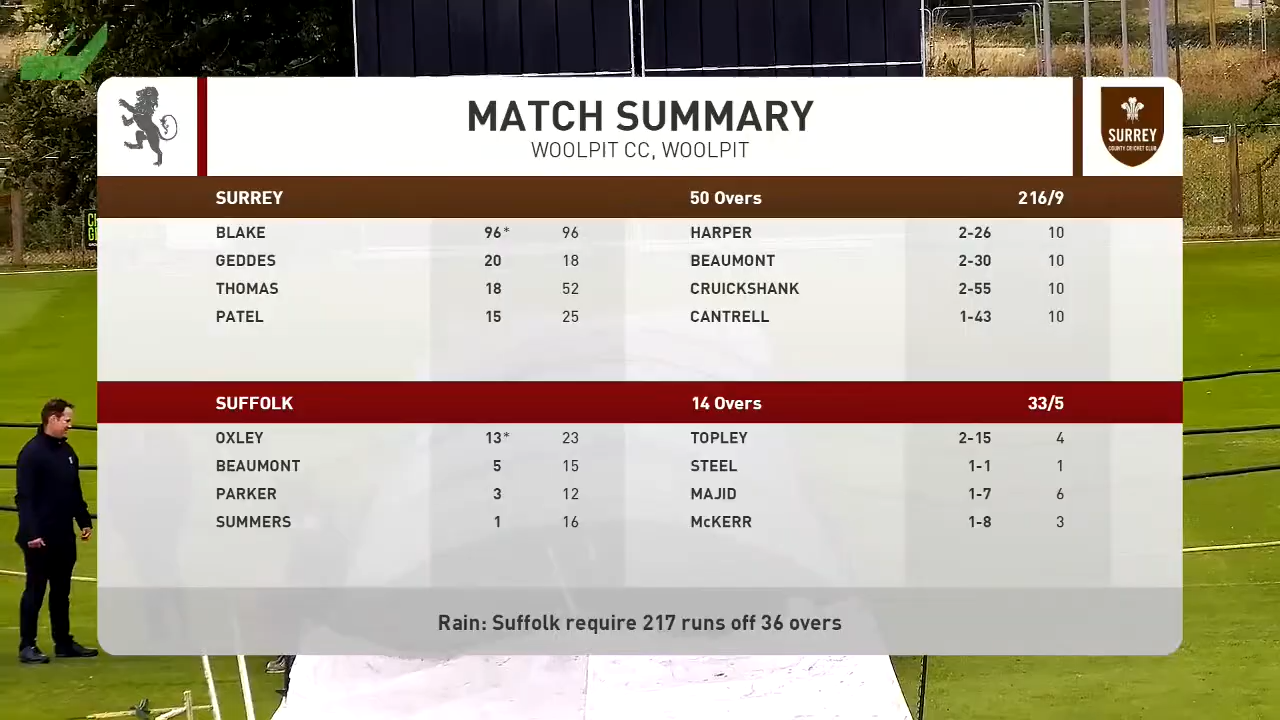 MATCH SUMMARY
WOOLPIT CC, WOOLPIT
SURREY
COUNTY CRICKET CLUB
SURREY 50 Overs 216/9
BLAKE 96* 96 HARPER 2-26 10
GEDDES 20 18 BEAUMONT 2-30 10
THOMAS 18 52 CRUICKSHANK 2-55 10
PATEL 15 25 CANTRELL 1-43 10
SUFFOLK 14 Overs 33/5
OXLEY 13* 23 TOPLEY 2-15 4
BEAUMONT 5 15 STEEL 1-1 1
PARKER 3 12 MAJID 1-7 6
SUMMERS 1 16 McKERR 1-8 3
Rain: Suffolk require 217 runs off 36 overs